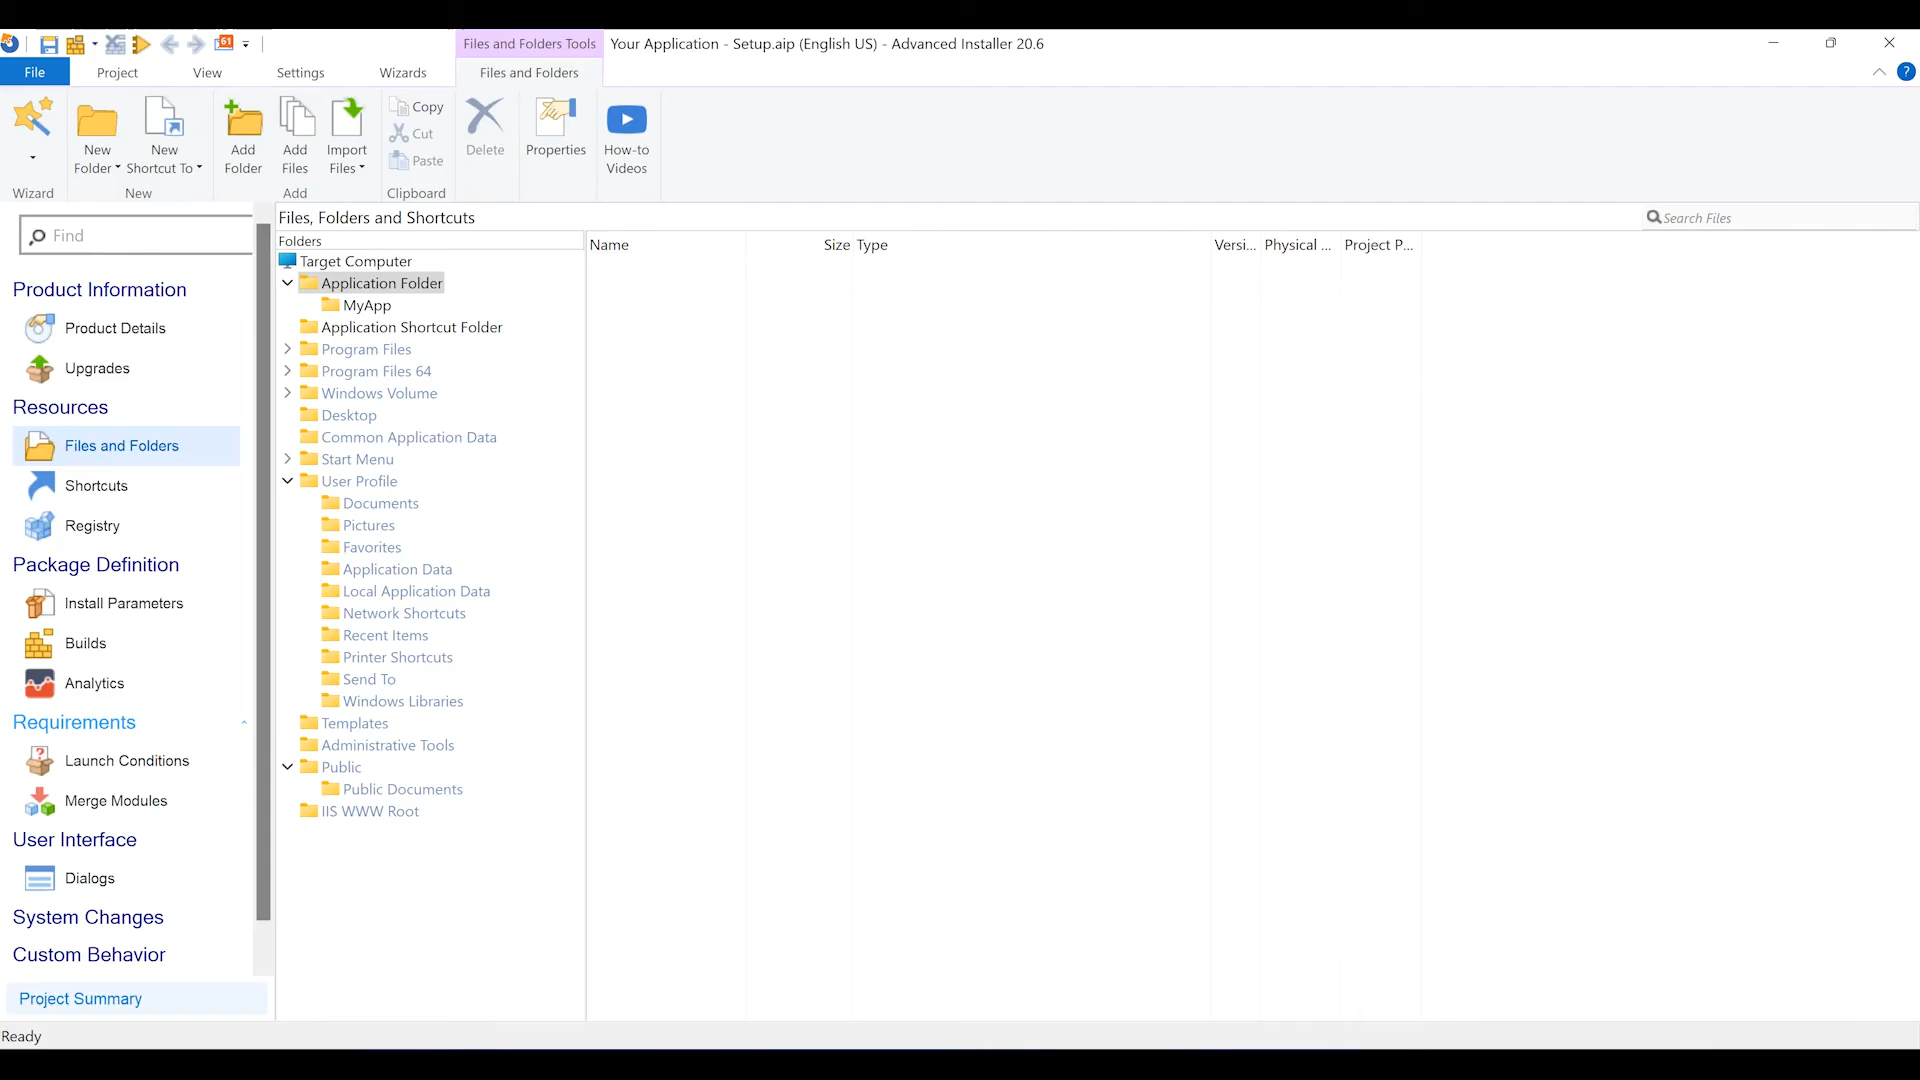 61
Files and Folders Tools
Your Application - Setup.aip (English US) - Advanced Installer 20.6
File
Project
View
Settings
Wizards
Files and Folders
?
New
Folder
New
Shortcut To
Add
Folder
Add
Files
Import
Files
Copy
Cut
Paste
Delete
Properties
How-to
Videos
Wizard
New
Add
Clipboard
Find
Product Information
Product Details
Upgrades
Resources
Files and Folders
Shortcuts
Registry
Package Definition
Install Parameters
Builds
Analytics
Requirements
Launch Conditions
Merge Modules
User Interface
Dialogs
System Changes
Custom Behavior
Project Summary
Files, Folders and Shortcuts
Search Files
Folders
Target Computer
Application Folder
MyApp
Application Shortcut Folder
Program Files
Program Files 64
Windows Volume
Desktop
Common Application Data
Start Menu
User Profile
Documents
Pictures
Favorites
Application Data
Local Application Data
Network Shortcuts
Recent Items
Printer Shortcuts
Send To
Windows Libraries
Templates
Administrative Tools
Public
Public Documents
IIS WWW Root
Name
Size
Type
Versi...
Physical ...
Project P...
Ready